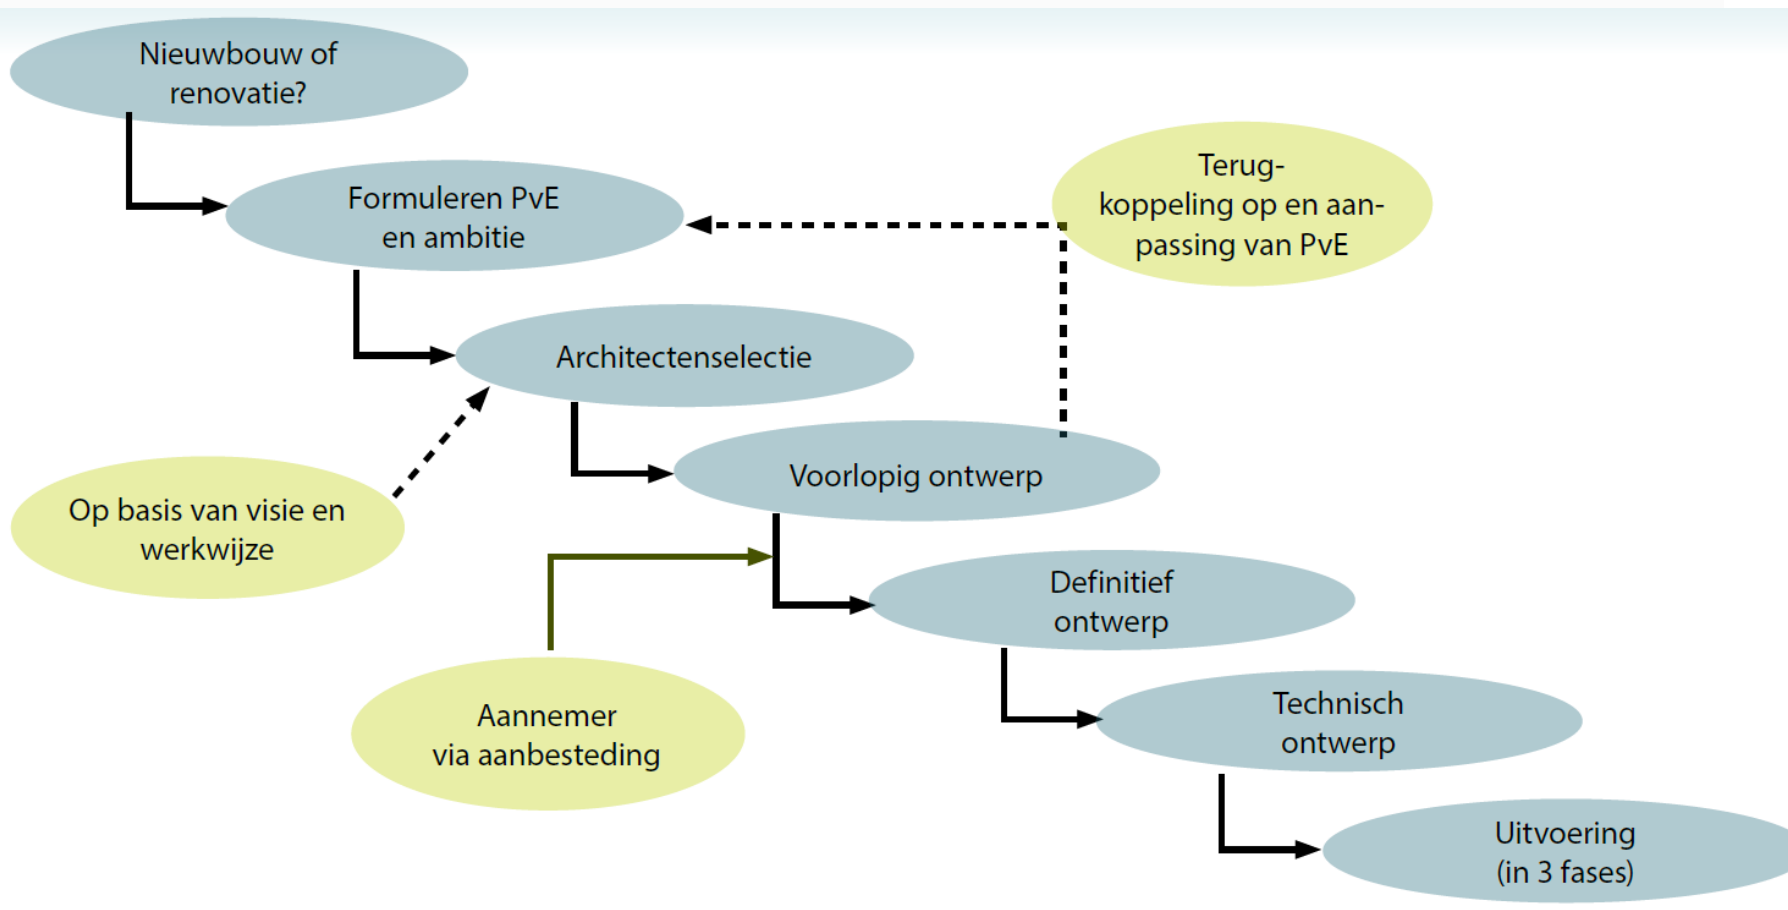 Nieuwbouw of
renovatie?
Formuleren PvE
en ambitie
Terug-
koppeling op en aan-
passing van PvE
Architectenselectie
Voorlopig ontwerp
Op basis van visie en
werkwijze
Definitief
ontwerp
Aannemer
via aanbesteding
Technisch
ontwerp
Uitvoering
(in 3 fases)